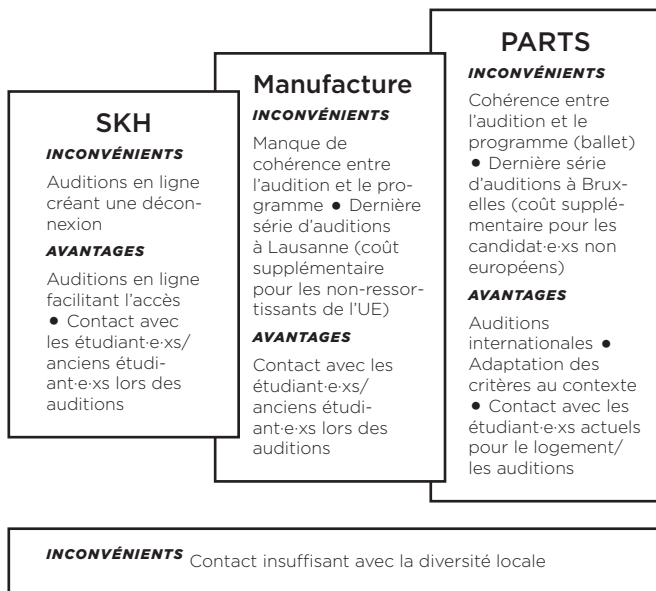 SKH
INCONVÉNIENTS
Auditions en ligne
créant une décon-
nexion
AVANTAGES
Auditions en ligne
facilitant l'accès
● Contact avec
les étudiant·e·xs/
anciens étudi-
ant·e·xs lors des
auditions
Manufacture
INCONVÉNIENTS
Manque de
cohérence entre
l'audition et le pro-
gramme ● Dernière
série d'auditions
à Lausanne (coût
supplémentaire
pour les non-ressor-
tissants de l'UE)
AVANTAGES
Contact avec les
étudiant·e·xs/
anciens étudi-
ant·e·xs lors des
auditions
PARTS
INCONVÉNIENTS
Cohérence entre
l'audition et le
programme (ballet)
● Dernière série
d'auditions à Brux-
elles (coût supplé-
mentaire pour les
candidat·e·xs non
européens)
AVANTAGES
Auditions
internationales ●
Adaptation des
critères au contexte
● Contact avec les
étudiant·e·xs actuels
pour le logement/
les auditions
INCONVÉNIENTS Contact insuffisant avec la diversité locale